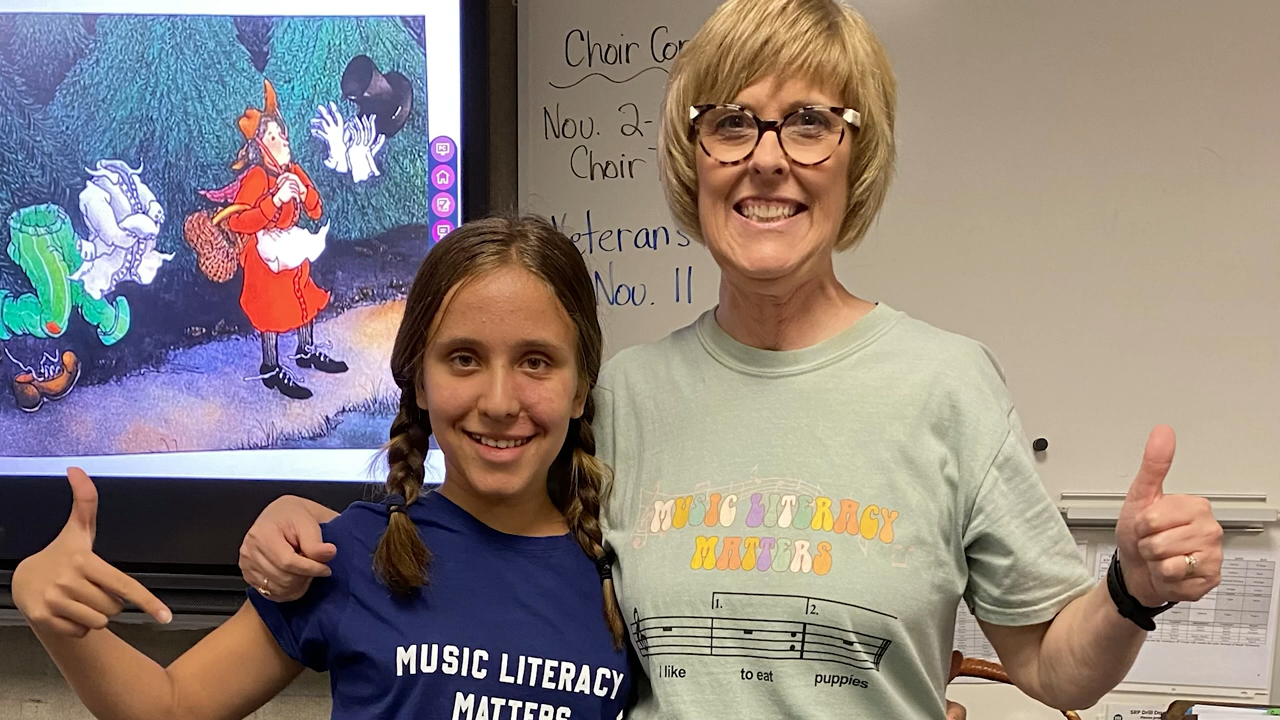 Choir
Nov. 2-
Choir
Veterans
Nov. 11
MUSIC LITERACY
MATTERS
1. 2.
I like to eat puppies
MUSIC LITERACY
MATTERS